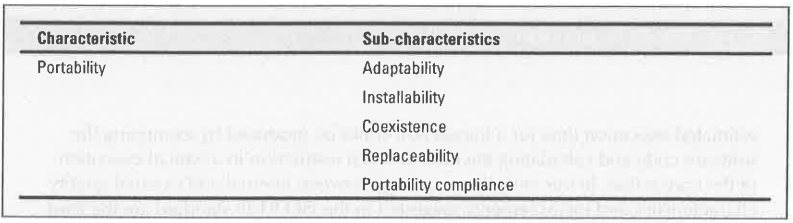 Characteristic Sub-characteristics
Portability Adaptability
Installability
Coexistence
Replaceability
Portability compliance